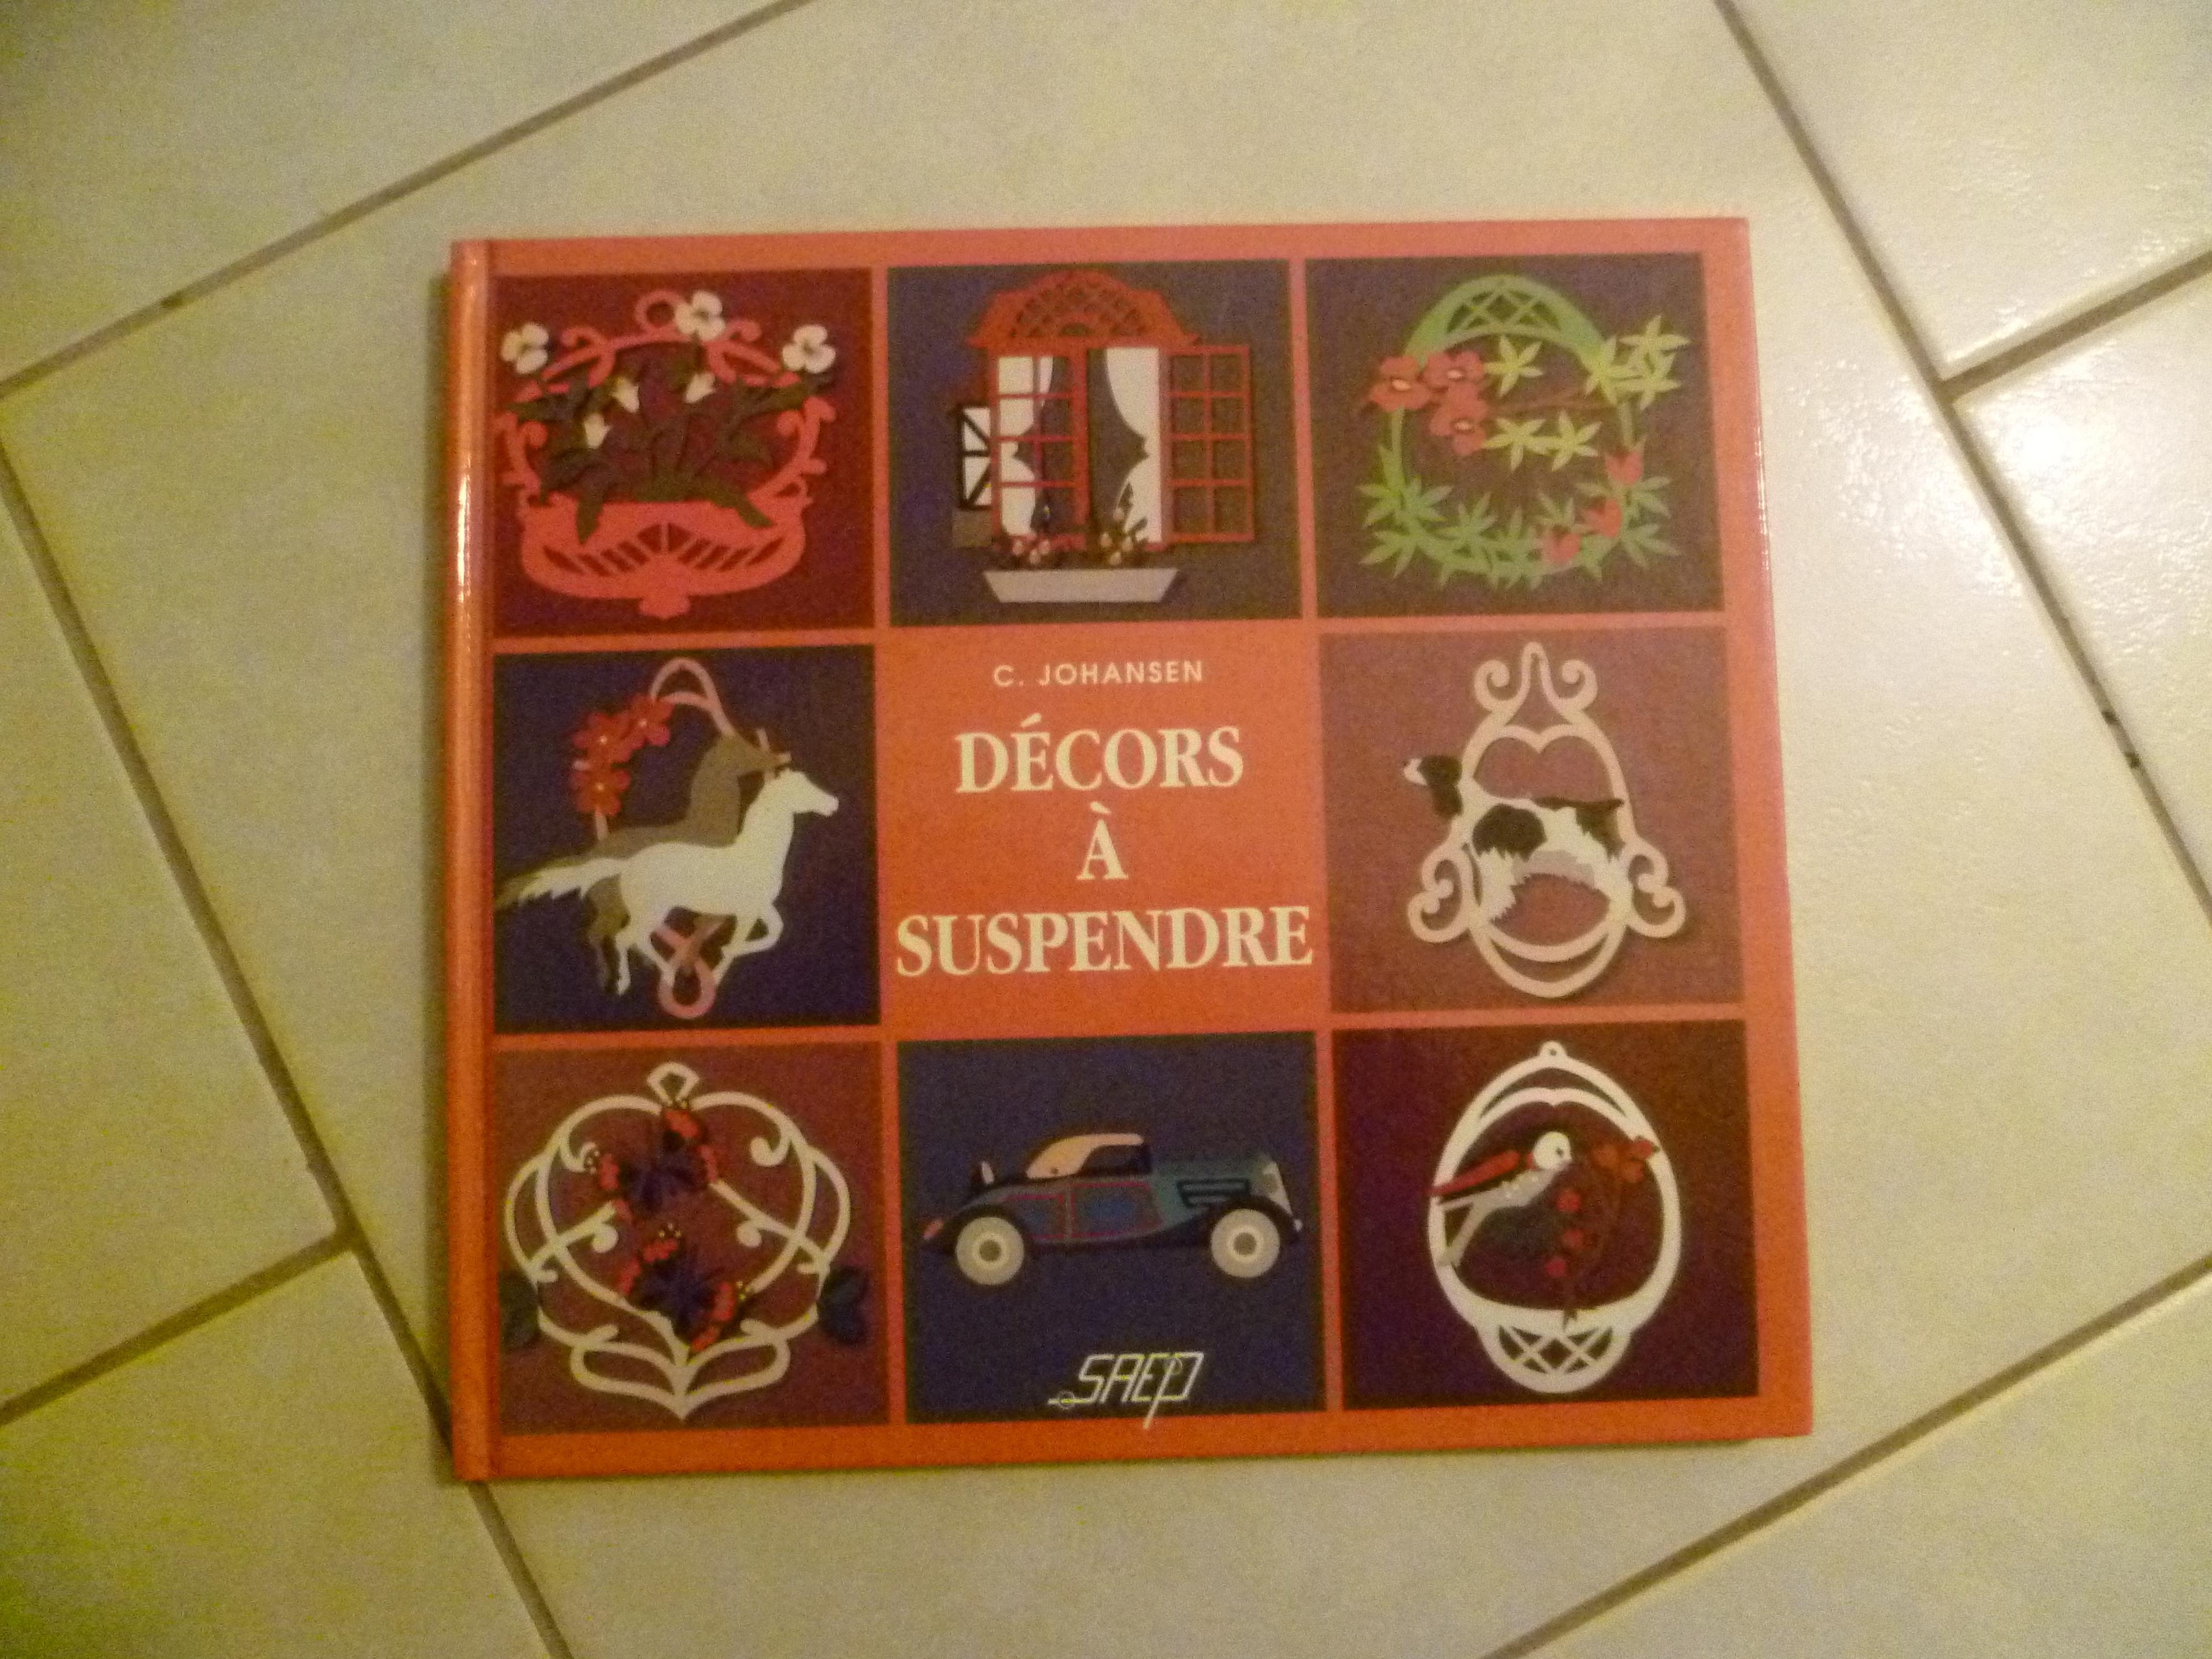 C. JOHANSEN
DÉCORS
À
SUSPENDRE
SAEP